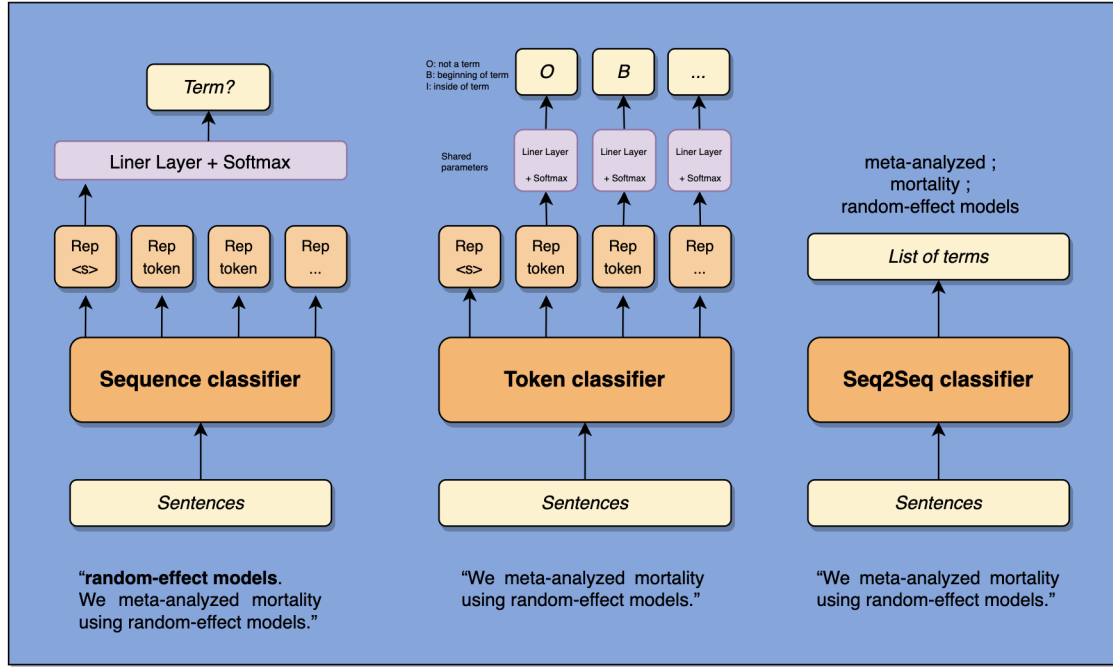 Term?
Liner Layer + Softmax
Rep
<s>
Rep
token
Rep
token
Rep
...
Sequence classifier
Sentences
“random-effect models.
We meta-analyzed mortality
using random-effect models.”
O: not a term
B: beginning of term
I: inside of term
O
B
...
Shared
parameters
Liner Layer
+ Softmax
Liner Layer
+ Softmax
Liner Layer
+ Softmax
Rep
<s>
Rep
token
Rep
token
Rep
...
Token classifier
Sentences
“We meta-analyzed mortality
using random-effect models.”
meta-analyzed ;
mortality ;
random-effect models
List of terms
Seq2Seq classifier
Sentences
“We meta-analyzed mortality
using random-effect models.”